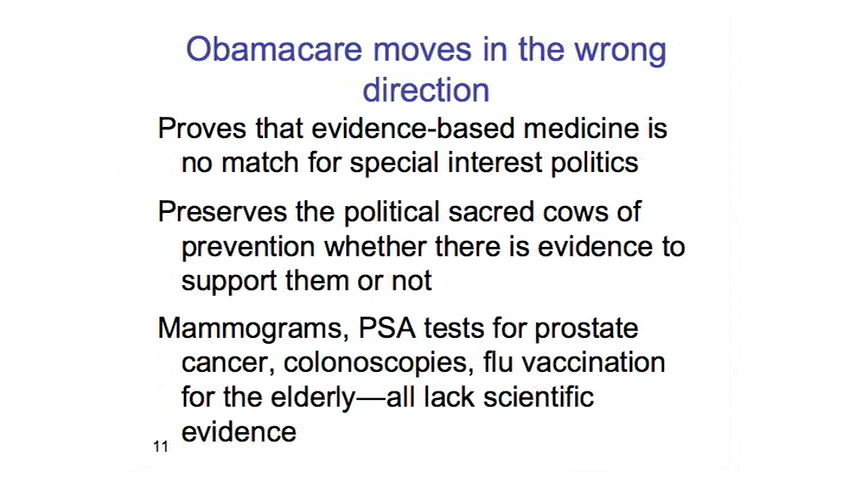 Obamacare moves in the wrong
direction
Proves that evidence-based medicine is
no match for special interest politics
Preserves the political sacred cows of
prevention whether there is evidence to
support them or not
Mammograms, PSA tests for prostate
cancer, colonoscopies, flu vaccination
for the elderly—all lack scientific
evidence
11